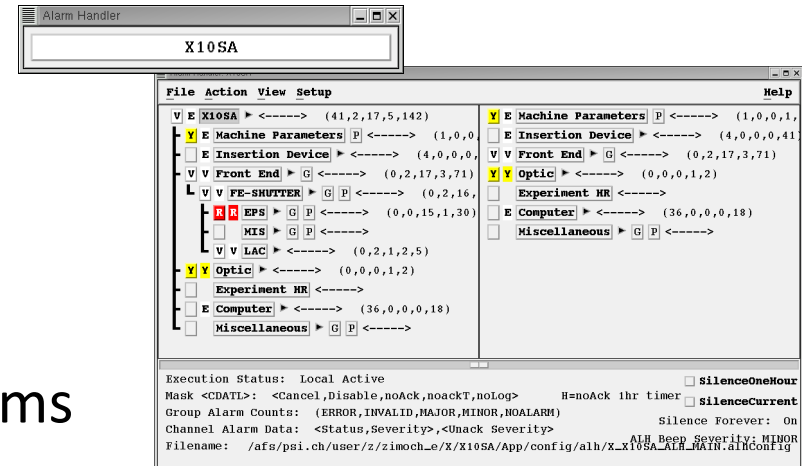 Alarm Handler
X10SA
File Action View Setup Help
V E X10SA <-----> (41,2,17,5,142)
Y E Machine Parameters P <-----> (1,0,0,
E Insertion Device <-----> (4,0,0,0,
V V Front End G <-----> (0,2,17,3,71)
V V FE-SHUTTER G P <-----> (0,2,16,
R R EPS G P <-----> (0,0,15,1,30)
MIS G P <----->
V V LAC <-----> (0,2,1,2,5)
Y Y Optic <-----> (0,0,0,1,2)
Experiment HR <----->
E Computer <-----> (36,0,0,0,18)
Miscellaneous G P <----->
Y E Machine Parameters P <-----> (1,0,0,1,
E Insertion Device <-----> (4,0,0,0,41)
V V Front End G <-----> (0,2,17,3,71)
Y Y Optic <-----> (0,0,0,1,2)
Experiment HR <----->
E Computer <-----> (36,0,0,0,18)
Miscellaneous G P <----->
ms
Execution Status: Local Active
SilenceOneHour
Mask <CDATL>: <Cancel,Disable,noAck,noackT,noLog> H=noAck 1hr timer
SilenceCurrent
Group Alarm Counts: (ERROR,INVALID,MAJOR,MINOR,NOALARM)
Silence Forever: On
Channel Alarm Data: <Status,Severity>,<Unack Severity>
ALH Beep Severity: MINOR
Filename: /afs/psi.ch/user/z/zimoch_e/X/X10SA/App/config/alh/X_X10SA_ALH_MAIN.alhConfig